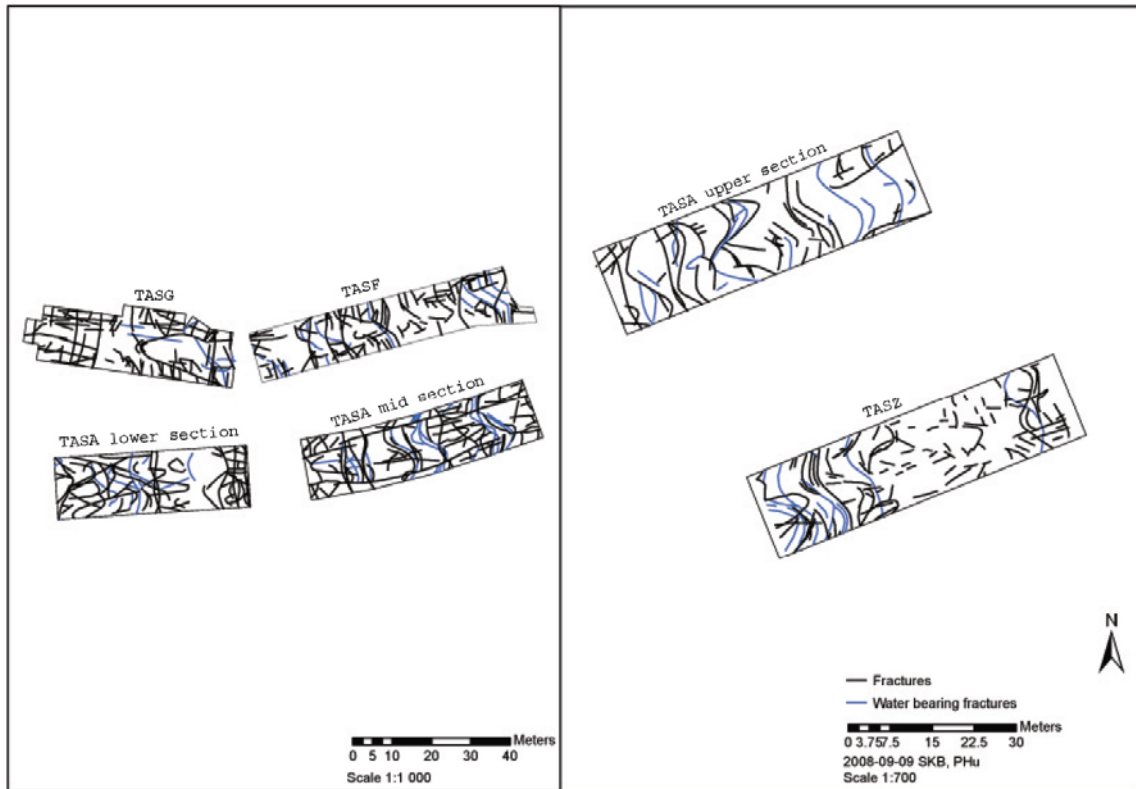 TASG
TASF
TASA lower section
TASA mid section
Meters
0 5 10 20 30 40
Scale 1:1 000
TASA upper section
TASZ
N
Fractures
Water bearing fractures
Meters
0 3.757.5 15 22.5 30
2008-09-09 SKB, PHu
Scale 1:700